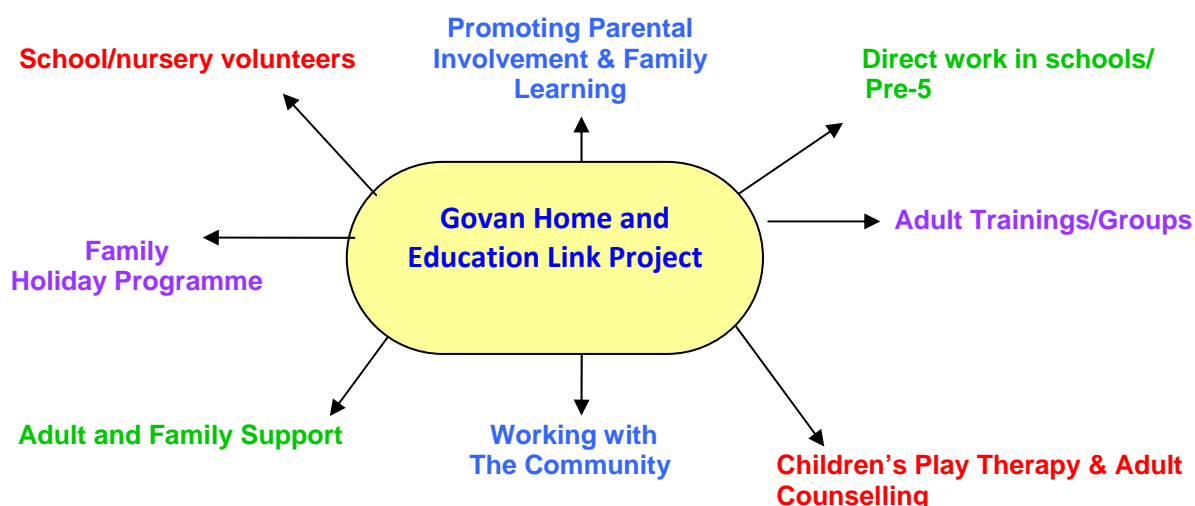 School/nursery volunteers
Promoting Parental
Involvement & Family
Learning
Direct work in schools/
Pre-5
Govan Home and
Education Link Project
Adult Trainings/Groups
Family
Holiday Programme
Adult and Family Support
Working with
The Community
Children’s Play Therapy & Adult
Counselling